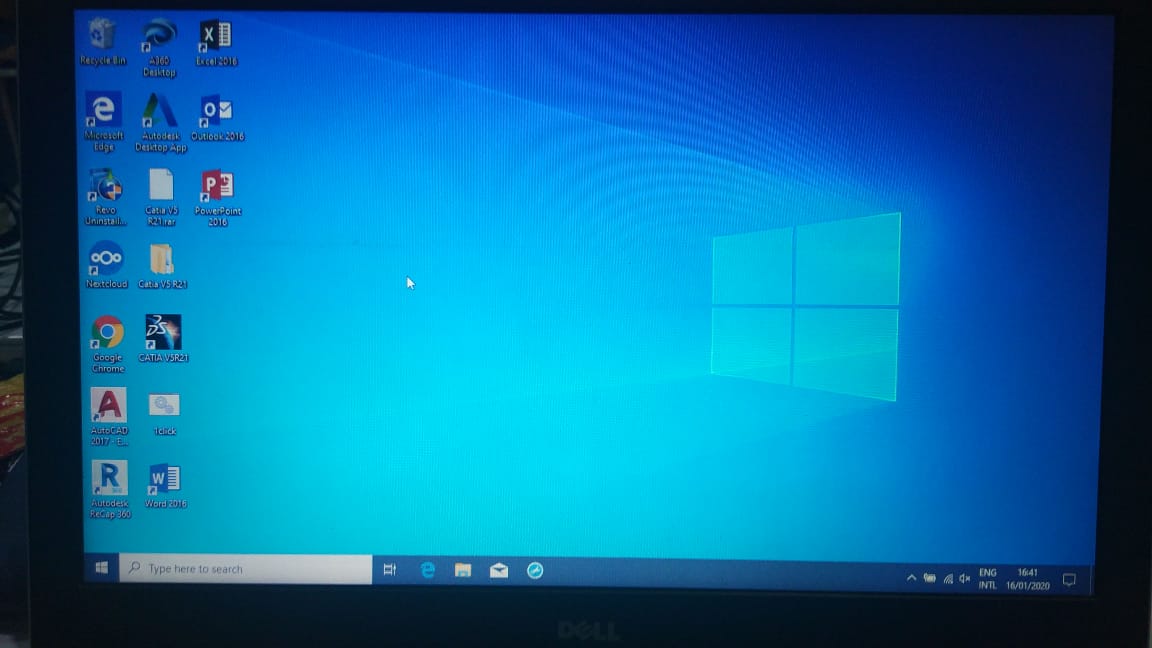 Recycle Bin
A360
Desktop
Excel 2016
Microsoft
Edge
Autodesk
Desktop App
Outlook 2016
Revo
Uninstall...
Catia V5
R21.rar
PowerPoint
2016
Nextcloud
Catia V5 R21
Google
Chrome
CATIA V5R21
AutoCAD
2017 - E...
1click
Autodesk
ReCap 360
Word 2016
Type here to search
ENG
INTL
16:41
16/01/2020
DELL